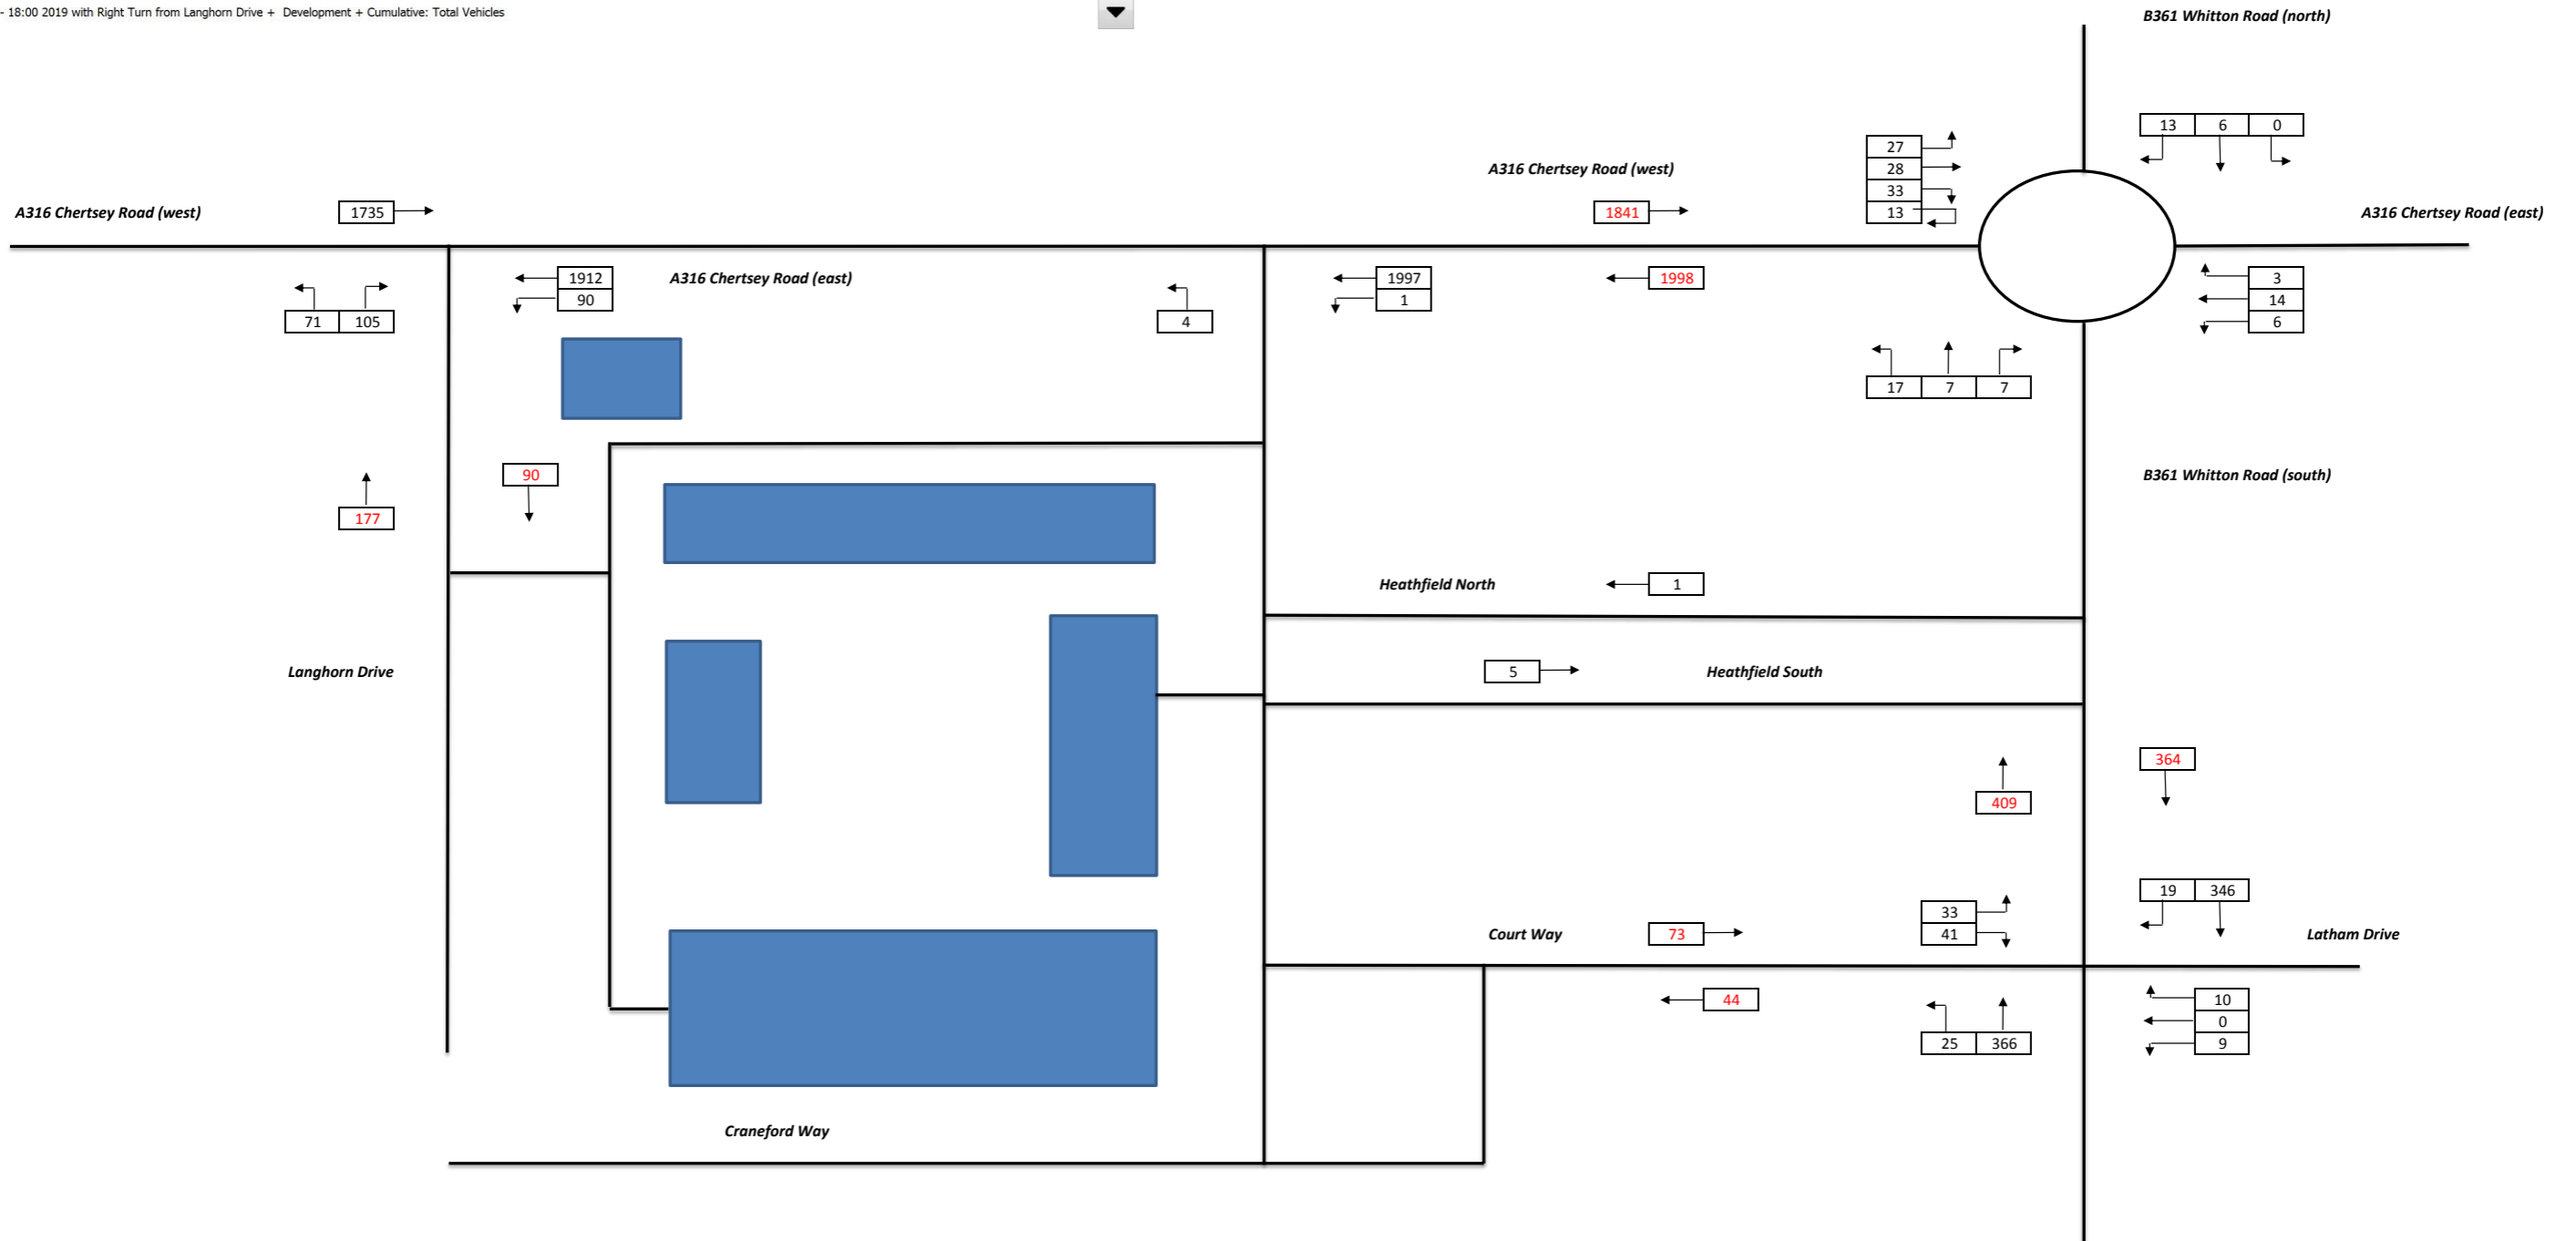 - 18:00 2019 with Right Turn from Langhorn Drive +  Development + Cumulative: Total Vehicles
B361 Whitton Road (north)
13 6 0
27
28
33
13
A316 Chertsey Road (west)
A316 Chertsey Road (west)
1735
1841
A316 Chertsey Road (east)
1912
90
A316 Chertsey Road (east)
71 105
4
1997
1
1998
3
14
6
17 7 7
90
177
B361 Whitton Road (south)
Heathfield North
1
Langhorn Drive
5
Heathfield South
364
409
19 346
33
41
Court Way
73
Latham Drive
44
25 366
10
0
9
Craneford Way